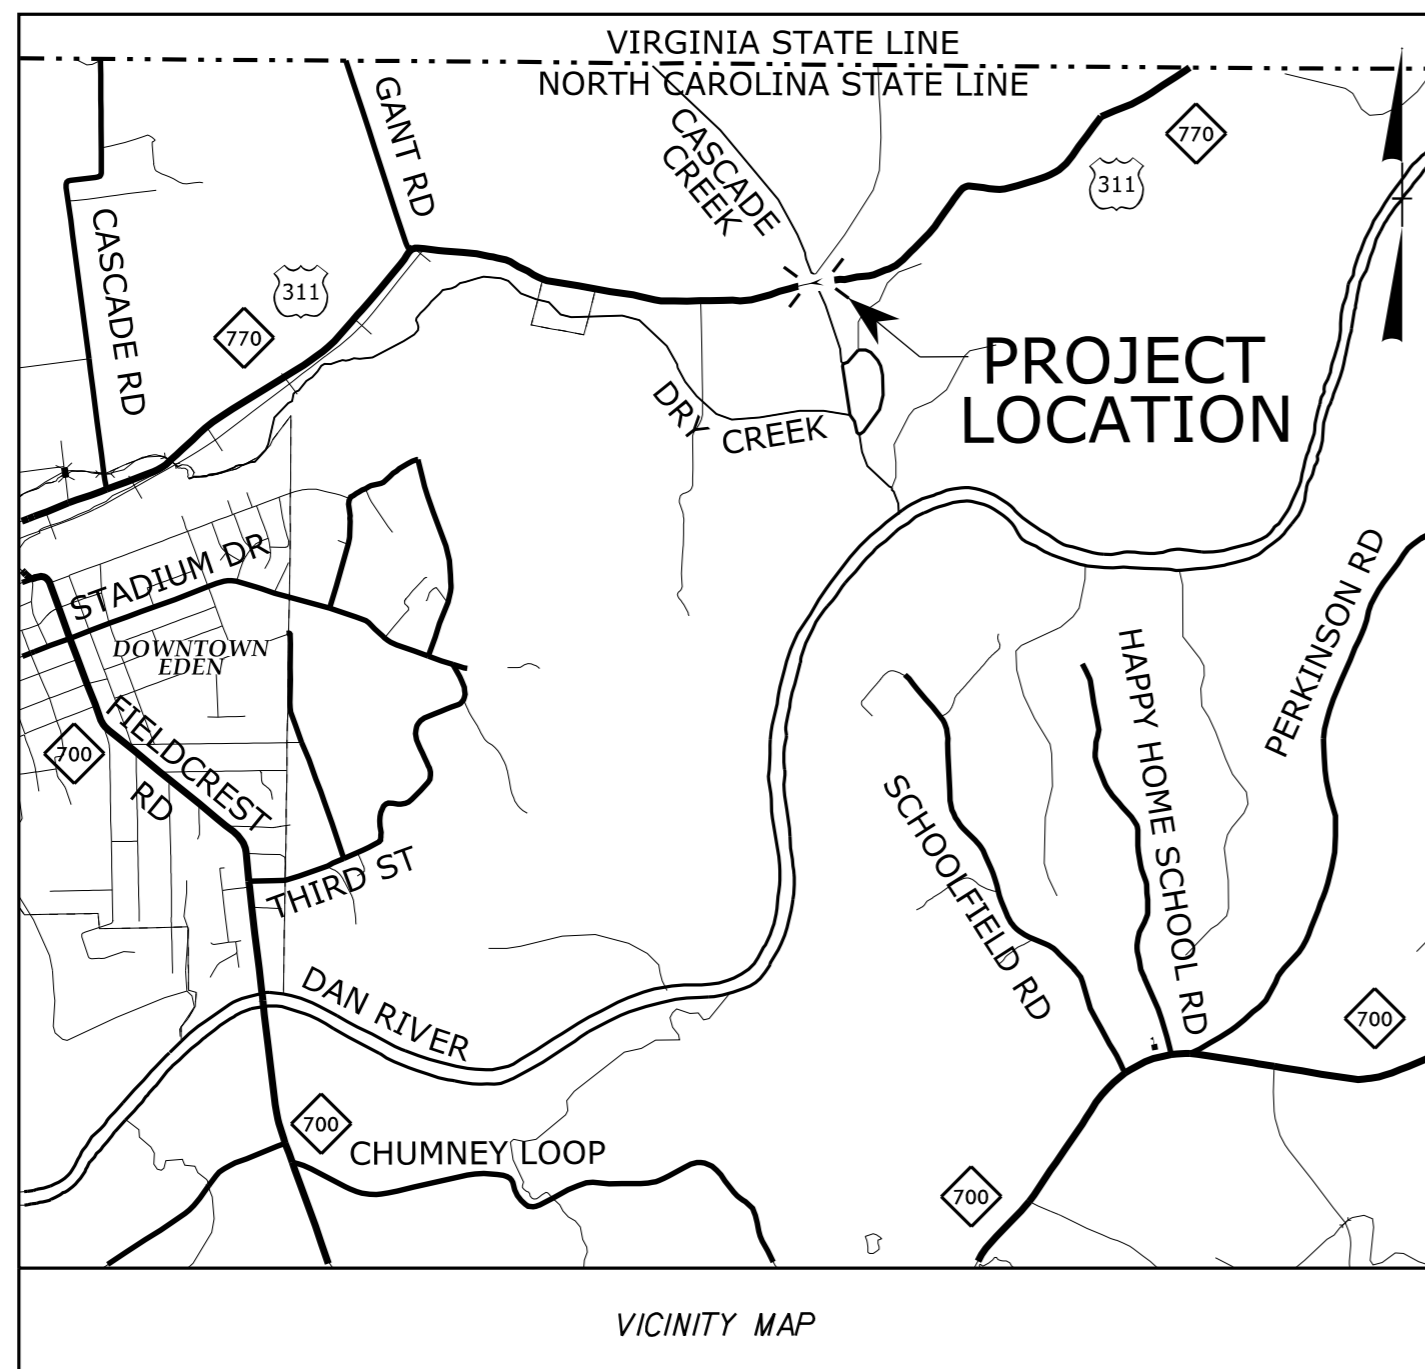 VIRGINIA STATE LINE
NORTH CAROLINA STATE LINE
GANT RD
CASCADE
CREEK
770
311
CASCADE RD
311
770
PROJECT
LOCATION
DRY CREEK
STADIUM DR
DOWNTOWN
EDEN
PERKINSON RD
HAPPY HOME SCHOOL RD
700
FIELDCREST
RD
SCHOOLFIELD RD
THIRD ST
DAN RIVER
700
700
CHUMNEY LOOP
700
VICINITY MAP